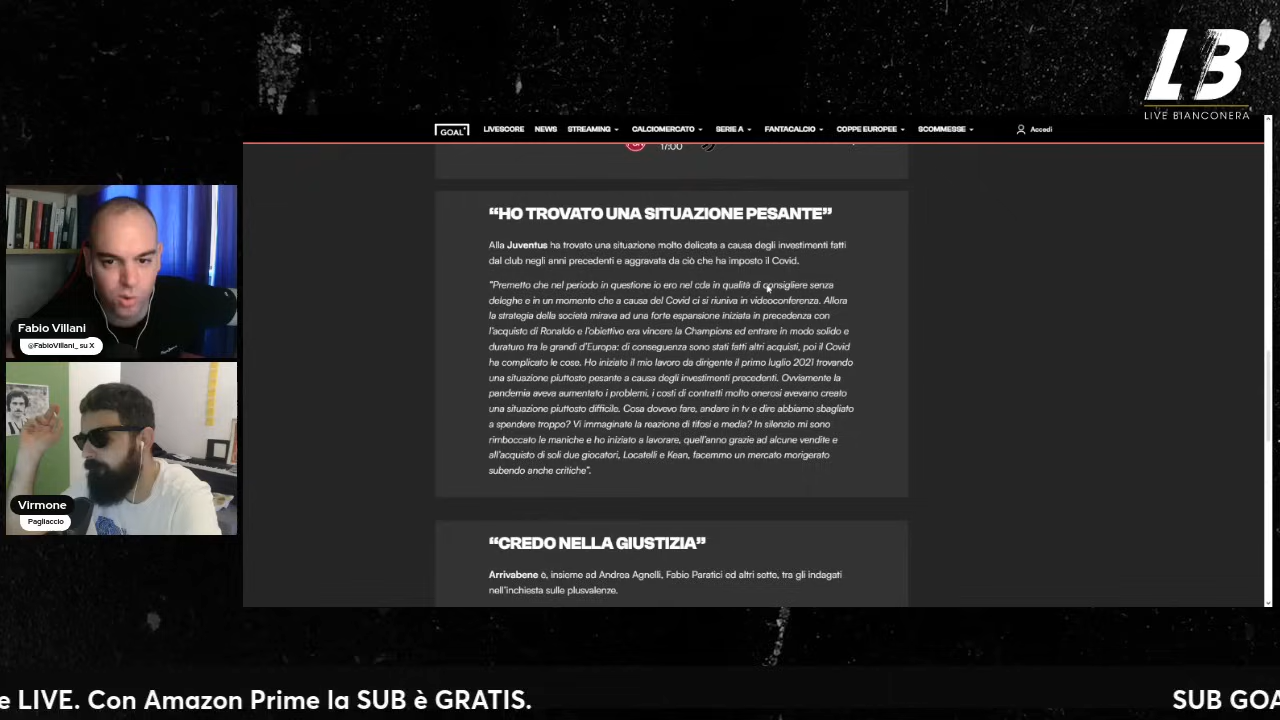 LB
LIVE BIANCONERA
GOAL
LIVESCORE NEWS STREAMING CALCIOMERCATO SERIE A FANTACALCIO COPPE EUROPEE SCOMMESSE Accedi
17:00
“HO TROVATO UNA SITUAZIONE PESANTE”
Alla Juventus ha trovato una situazione molto delicata a causa degli investimenti fatti
dal club negli anni precedenti e aggravata da ciò che ha imposto il Covid.
“Premetto che nel periodo in questione io ero nel cda in qualità di consigliere senza
deleghe e in un momento che a causa del Covid ci si riuniva in videoconferenza. Allora
la strategia della società mirava ad una forte espansione iniziata in precedenza con
l’acquisto di Ronaldo e l’obiettivo era vincere la Champions ed entrare in modo solido e
duraturo tra le grandi d’Europa: di conseguenza sono stati fatti altri acquisti, poi il Covid
ha complicato le cose. Ho iniziato il mio lavoro da dirigente il primo luglio 2021 trovando
una situazione piuttosto pesante a causa degli investimenti precedenti. Ovviamente la
pandemia aveva aumentato i problemi, i costi di contratti molto onerosi avevano creato
una situazione piuttosto difficile. Cosa dovevo fare, andare in tv e dire abbiamo sbagliato
a spendere troppo? Vi immaginate la reazione di tifosi e media? In silenzio mi sono
rimboccato le maniche e ho iniziato a lavorare, quell’anno grazie ad alcune vendite e
all’acquisto di soli due giocatori, Locatelli e Kean, facemmo un mercato morigerato
subendo anche critiche”.
“CREDO NELLA GIUSTIZIA”
Arrivabene è, insieme ad Andrea Agnelli, Fabio Paratici ed altri sette, tra gli indagati
nell’inchiesta sulle plusvalenze.
Fabio Villani
@FabioVillani_ su X
Virmone
Pagliaccio
e LIVE. Con Amazon Prime la SUB è GRATIS.
SUB GOA